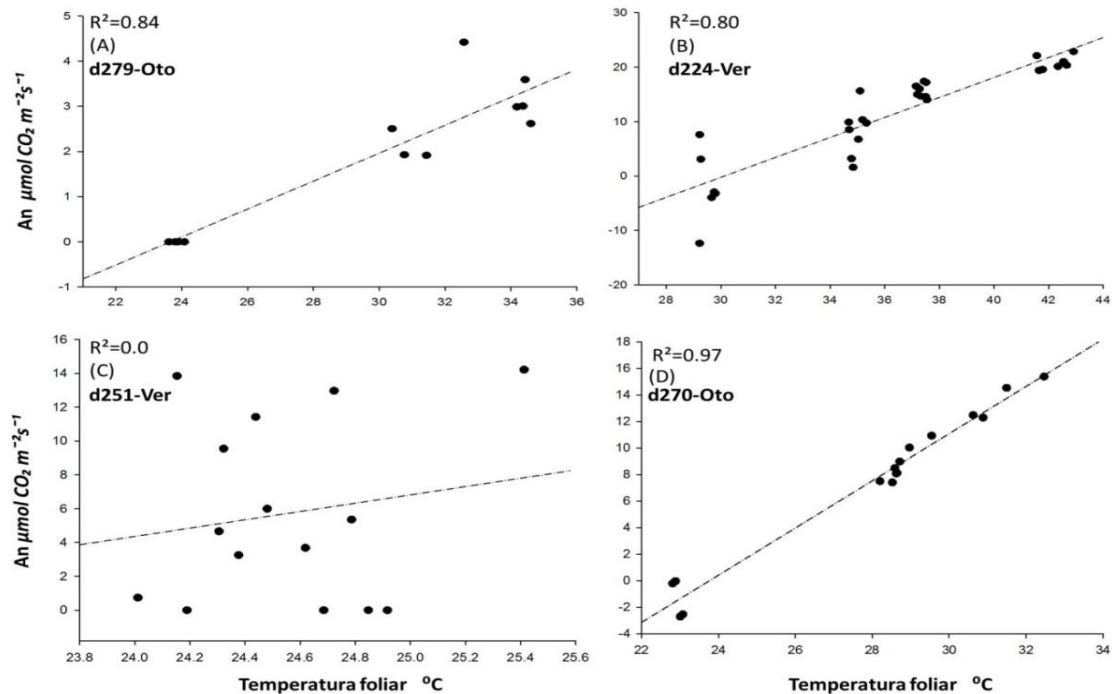 R²=0.84
(A)
d279-Oto
An µmol CO₂ m⁻²s⁻¹
5
4
3
2
1
0
-1
22 24 26 28 30 32 34 36
R²=0.80
(B)
d224-Ver
30
20
10
0
-10
-20
28 30 32 34 36 38 40 42 44
R²=0.0
(C)
d251-Ver
An µmol CO₂ m⁻²s⁻¹
16
14
12
10
8
6
4
2
0
23.8 24.0 24.2 24.4 24.6 24.8 25.0 25.2 25.4 25.6
Temperatura foliar ⁰C
R²=0.97
(D)
d270-Oto
18
16
14
12
10
8
6
4
2
0
-2
-4
22 24 26 28 30 32 34
Temperatura foliar ⁰C